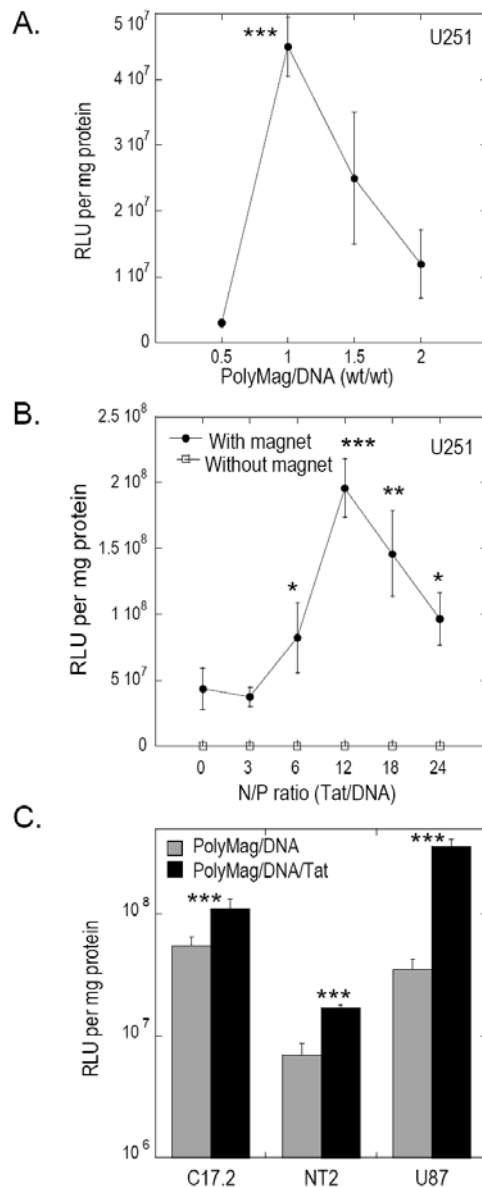 A.
5 10⁷
4 10⁷
3 10⁷
2 10⁷
1 10⁷
0
RLU per mg protein
***
U251
0.5 1 1.5 2
PolyMag/DNA (wt/wt)
B.
2.5 10⁸
2 10⁸
1.5 10⁸
1 10⁸
5 10⁷
0
RLU per mg protein
With magnet
Without magnet
U251
***
**
*
*
0 3 6 12 18 24
N/P ratio (Tat/DNA)
C.
PolyMag/DNA
PolyMag/DNA/Tat
***
***
***
10⁸
10⁷
10⁶
RLU per mg protein
C17.2 NT2 U87